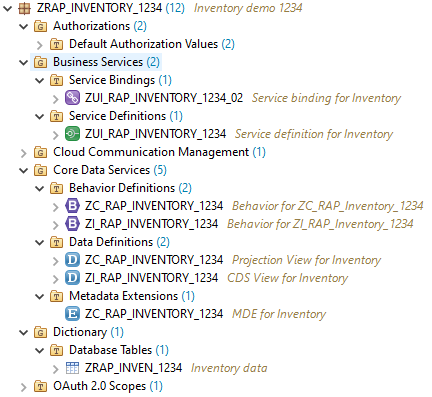 ZRAP_INVENTORY_1234 (12) Inventory demo 1234
Authorizations (2)
Default Authorization Values (2)
Business Services (2)
Service Bindings (1)
ZUI_RAP_INVENTORY_1234_02 Service binding for Inventory
Service Definitions (1)
ZUI_RAP_INVENTORY_1234 Service definition for Inventory
Cloud Communication Management (1)
Core Data Services (5)
Behavior Definitions (2)
ZC_RAP_INVENTORY_1234 Behavior for ZC_RAP_Inventory_1234
ZI_RAP_INVENTORY_1234 Behavior for ZI_RAP_Inventory_1234
Data Definitions (2)
ZC_RAP_INVENTORY_1234 Projection View for Inventory
ZI_RAP_INVENTORY_1234 CDS View for Inventory
Metadata Extensions (1)
ZC_RAP_INVENTORY_1234 MDE for Inventory
Dictionary (1)
Database Tables (1)
ZRAP_INVEN_1234 Inventory data
OAuth 2.0 Scopes (1)